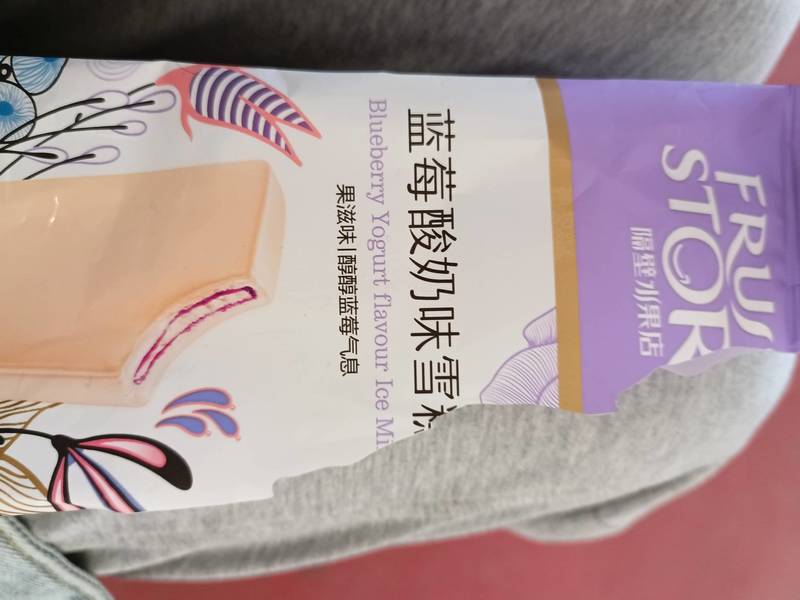 FRUS
STOR
隔壁水果店
蓝莓酸奶味雪
Blueberry Yogurt flavour Ice Mi
果滋味|醇醇蓝莓气息